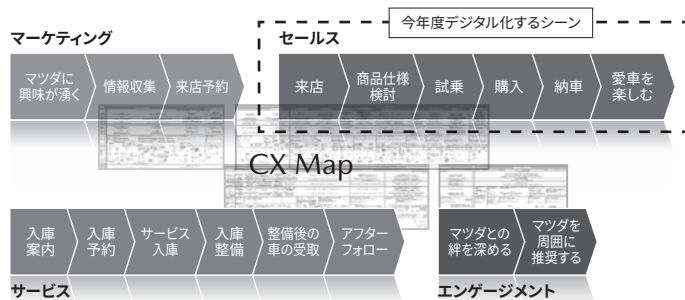 今年度デジタル化するシーン
マーケティング
セールス
マツダに
興味が湧く
情報収集
来店予約
来店
商品仕様
検討
試乗
購入
納車
愛車を
楽しむ
CX Map
入庫
案内
入庫
予約
サービス
入庫
入庫
整備
整備後の
車の受取
アフター
フォロー
マツダとの
絆を深める
マツダを
周囲に
推奨する
サービス
エンゲージメント